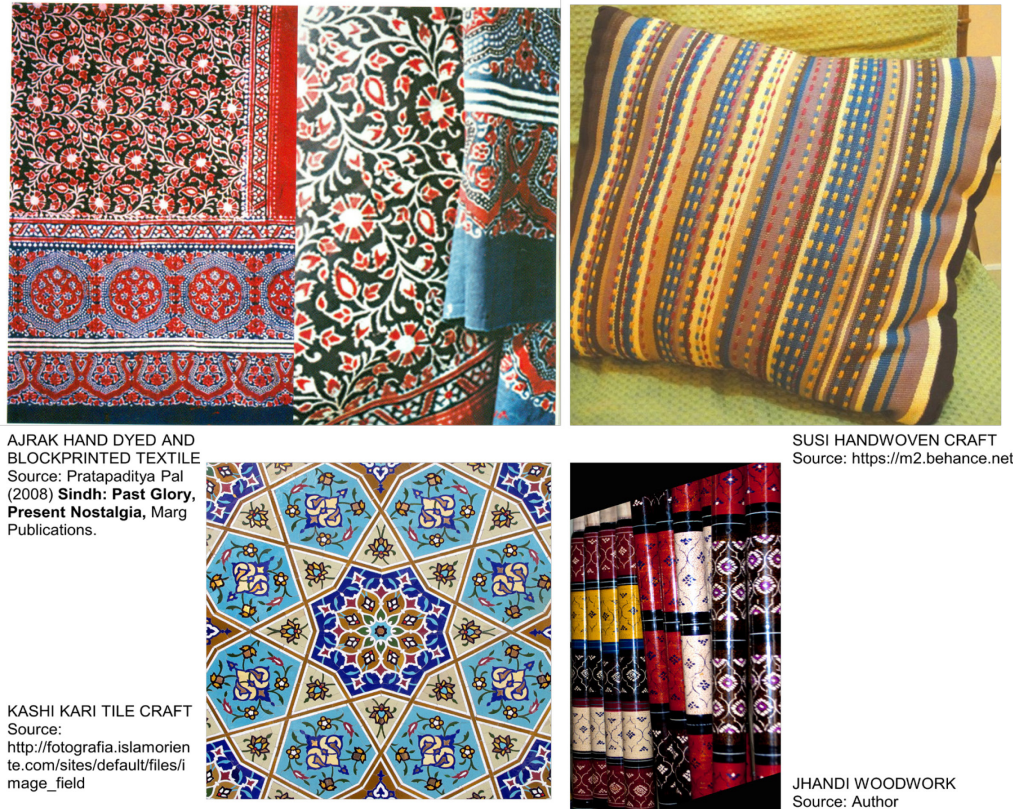 AJRAK HAND DYED AND
BLOCKPRINTED TEXTILE
Source: Pratapaditya Pal
(2008) Sindh: Past Glory,
Present Nostalgia, Marg
Publications.
SUSI HANDWOVEN CRAFT
Source: https://m2.behance.net
KASHI KARI TILE CRAFT
Source:
http://fotografia.islamorien
te.com/sites/default/files/i
mage_field
JHANDI WOODWORK
Source: Author